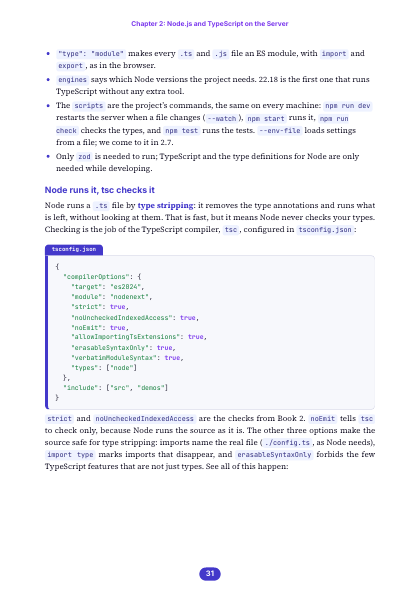 Chapter 2: Node.js and TypeScript on the Server
• "type": "module" makes every .ts and .js file an ES module, with import and
export, as in the browser.
• engines says which Node versions the project needs. 22.18 is the first one that runs
TypeScript without any extra tool.
• The scripts are the project's commands, the same on every machine: npm run dev
restarts the server when a file changes (--watch), npm start runs it, npm run
check checks the types, and npm test runs the tests. --env-file loads settings
from a file; we come to it in 2.7.
• Only zod is needed to run; TypeScript and the type definitions for Node are only
needed while developing.
Node runs it, tsc checks it
Node runs a .ts file by type stripping: it removes the type annotations and runs what
is left, without looking at them. That is fast, but it means Node never checks your types.
Checking is the job of the TypeScript compiler, tsc, configured in tsconfig.json:
tsconfig.json
{
"compilerOptions": {
"target": "es2024",
"module": "nodenext",
"strict": true,
"noUncheckedIndexedAccess": true,
"noEmit": true,
"allowImportingTsExtensions": true,
"erasableSyntaxOnly": true,
"verbatimModuleSyntax": true,
"types": ["node"]
},
"include": ["src", "demos"]
}
strict and noUncheckedIndexedAccess are the checks from Book 2. noEmit tells tsc
to check only, because Node runs the source as it is. The other three options make the
source safe for type stripping: imports name the real file (./config.ts, as Node needs),
import type marks imports that disappear, and erasableSyntaxOnly forbids the few
TypeScript features that are not just types. See all of this happen:
31